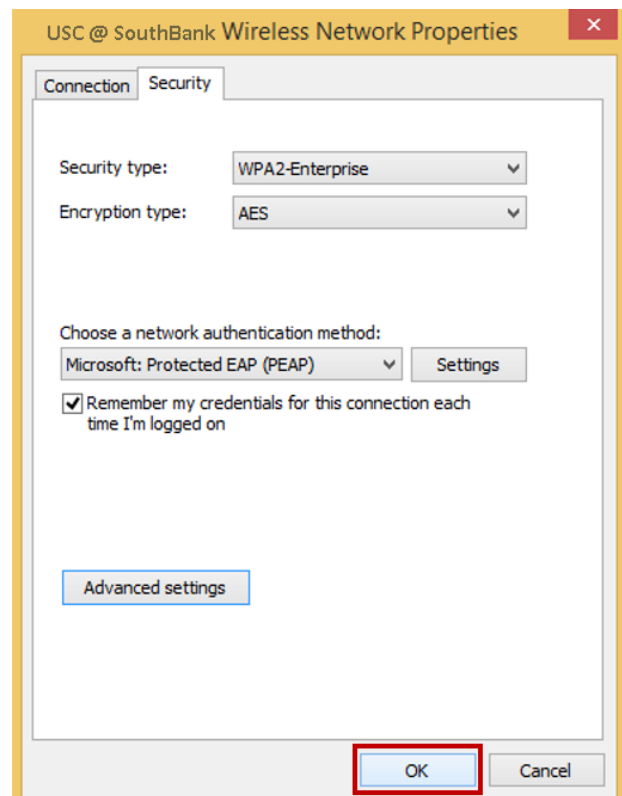 USC @ SouthBank Wireless Network Properties
Connection Security
Security type: WPA2-Enterprise
Encryption type: AES
Choose a network authentication method:
Microsoft: Protected EAP (PEAP) Settings
Remember my credentials for this connection each
time I'm logged on
Advanced settings
OK Cancel